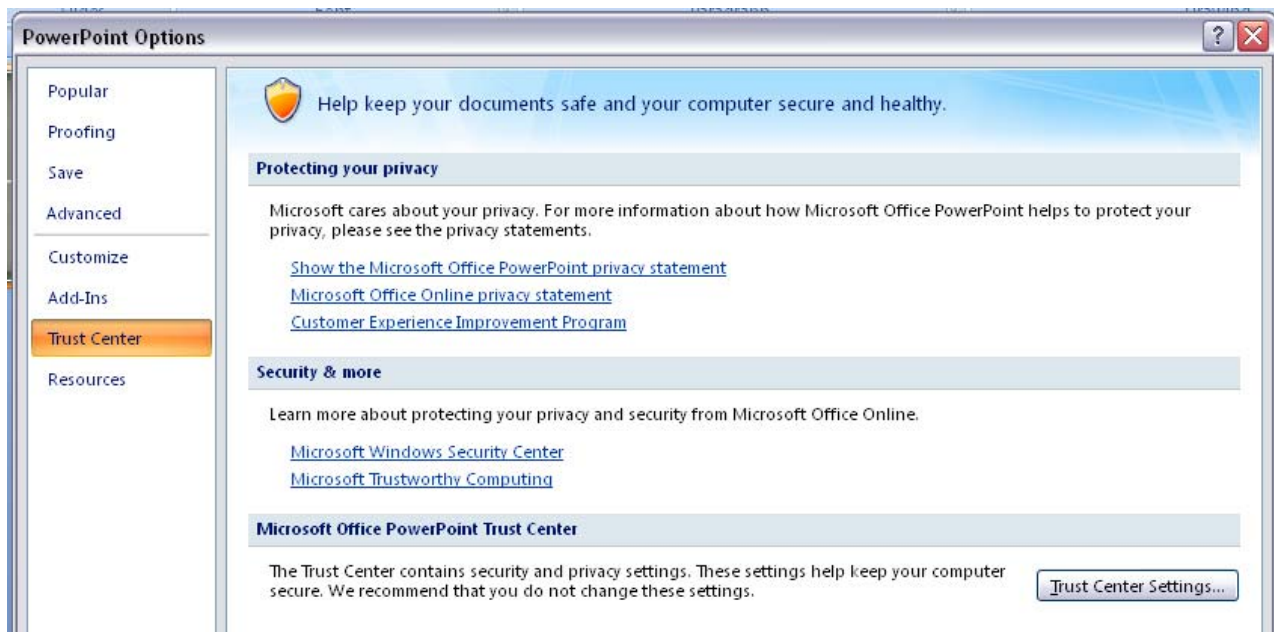 PowerPoint Options
Popular
Proofing
Save
Advanced
Customize
Add-Ins
Trust Center
Resources
Help keep your documents safe and your computer secure and healthy.
Protecting your privacy
Microsoft cares about your privacy. For more information about how Microsoft Office PowerPoint helps to protect your
privacy, please see the privacy statements.
Show the Microsoft Office PowerPoint privacy statement
Microsoft Office Online privacy statement
Customer Experience Improvement Program
Security & more
Learn more about protecting your privacy and security from Microsoft Office Online.
Microsoft Windows Security Center
Microsoft Trustworthy Computing
Microsoft Office PowerPoint Trust Center
The Trust Center contains security and privacy settings. These settings help keep your computer
secure. We recommend that you do not change these settings.
Trust Center Settings...